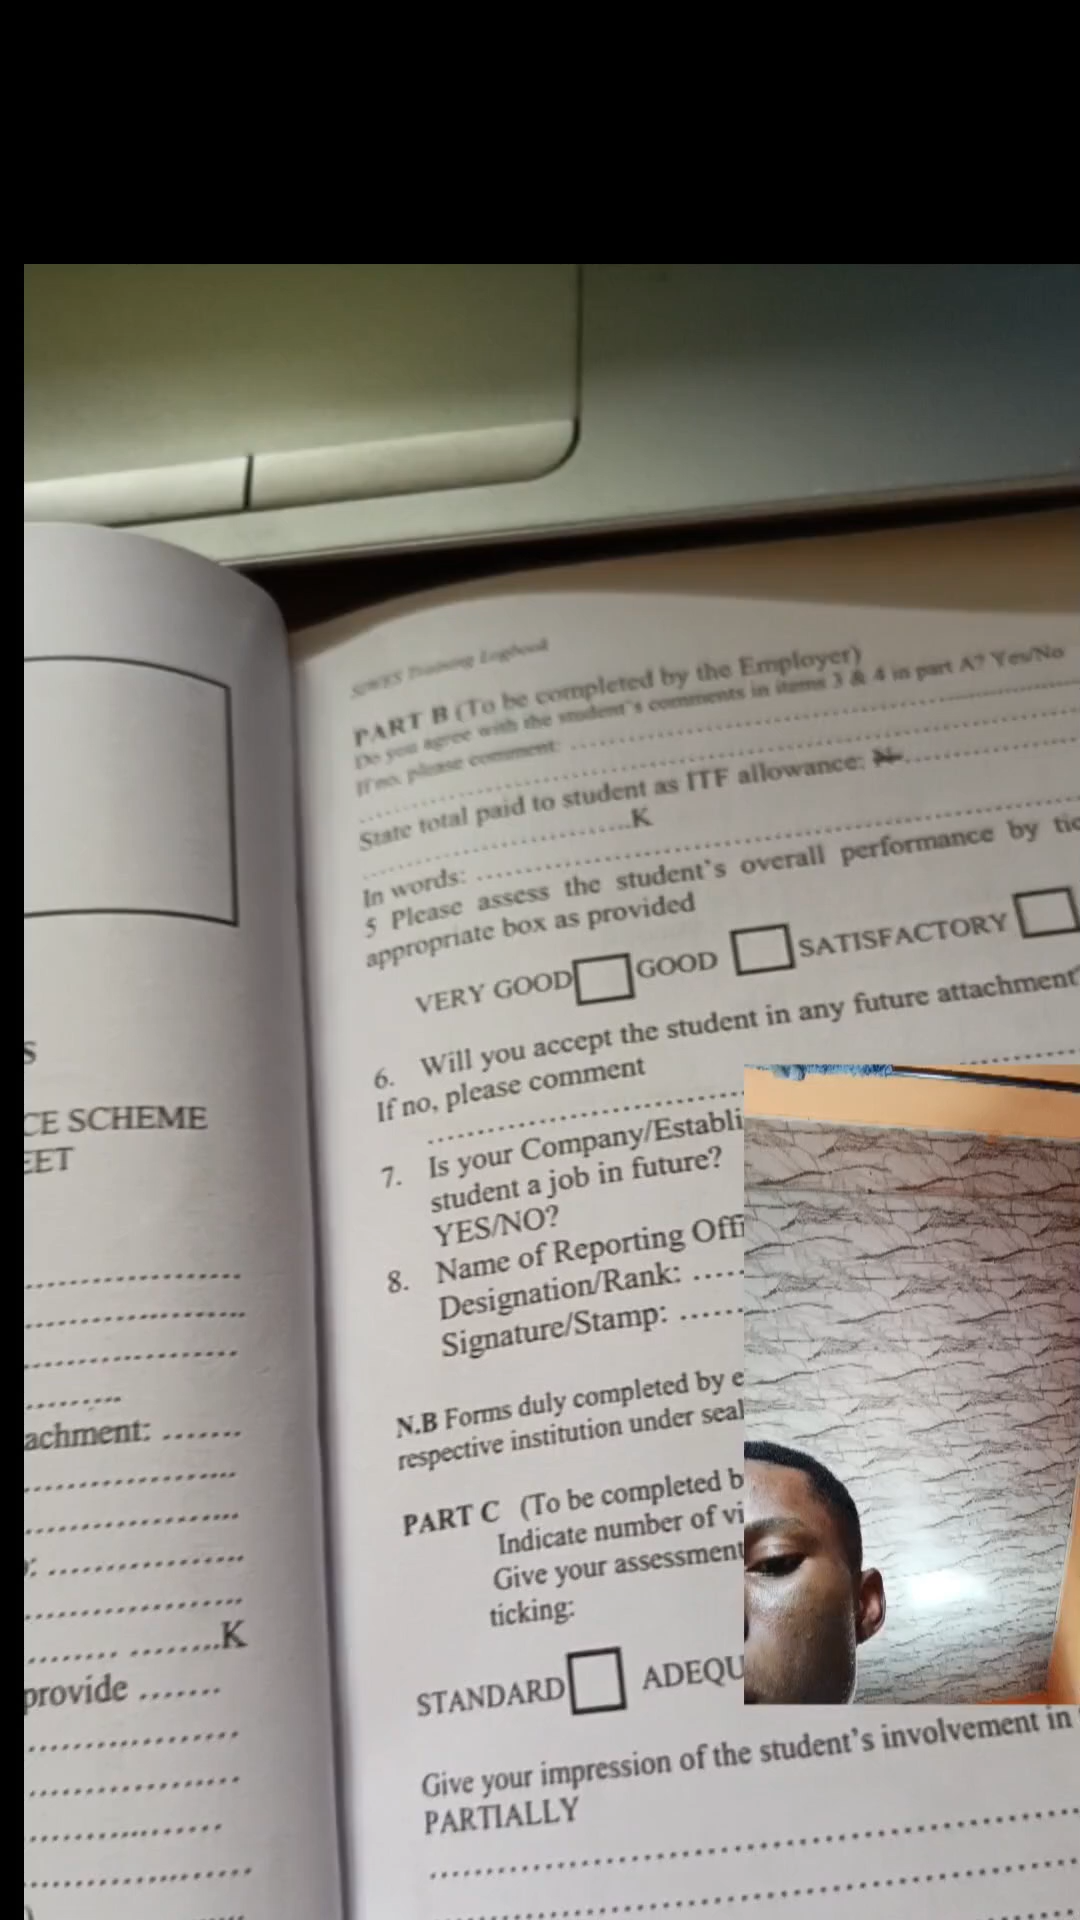 S
CE SCHEME
EET
achment: .......
........ ........K
provide .......
SIWES Training Logbook
PART B (To be completed by the Employer)
Do you agree with the student's comments in items 3 & 4 in part A? Yes/No
If no, please comment:
State total paid to student as ITF allowance: N
..........................K
In words:
5 Please assess the student's overall performance by tic
appropriate box as provided
VERY GOOD GOOD SATISFACTORY
6. Will you accept the student in any future attachment
If no, please comment
7. Is your Company/Establi
student a job in future?
YES/NO?
8. Name of Reporting Offi
Designation/Rank: .....
Signature/Stamp: ......
N.B Forms duly completed by e
respective institution under seal
PART C (To be completed b
Indicate number of vi
Give your assessment
ticking:
STANDARD ADEQU
Give your impression of the student's involvement in
PARTIALLY